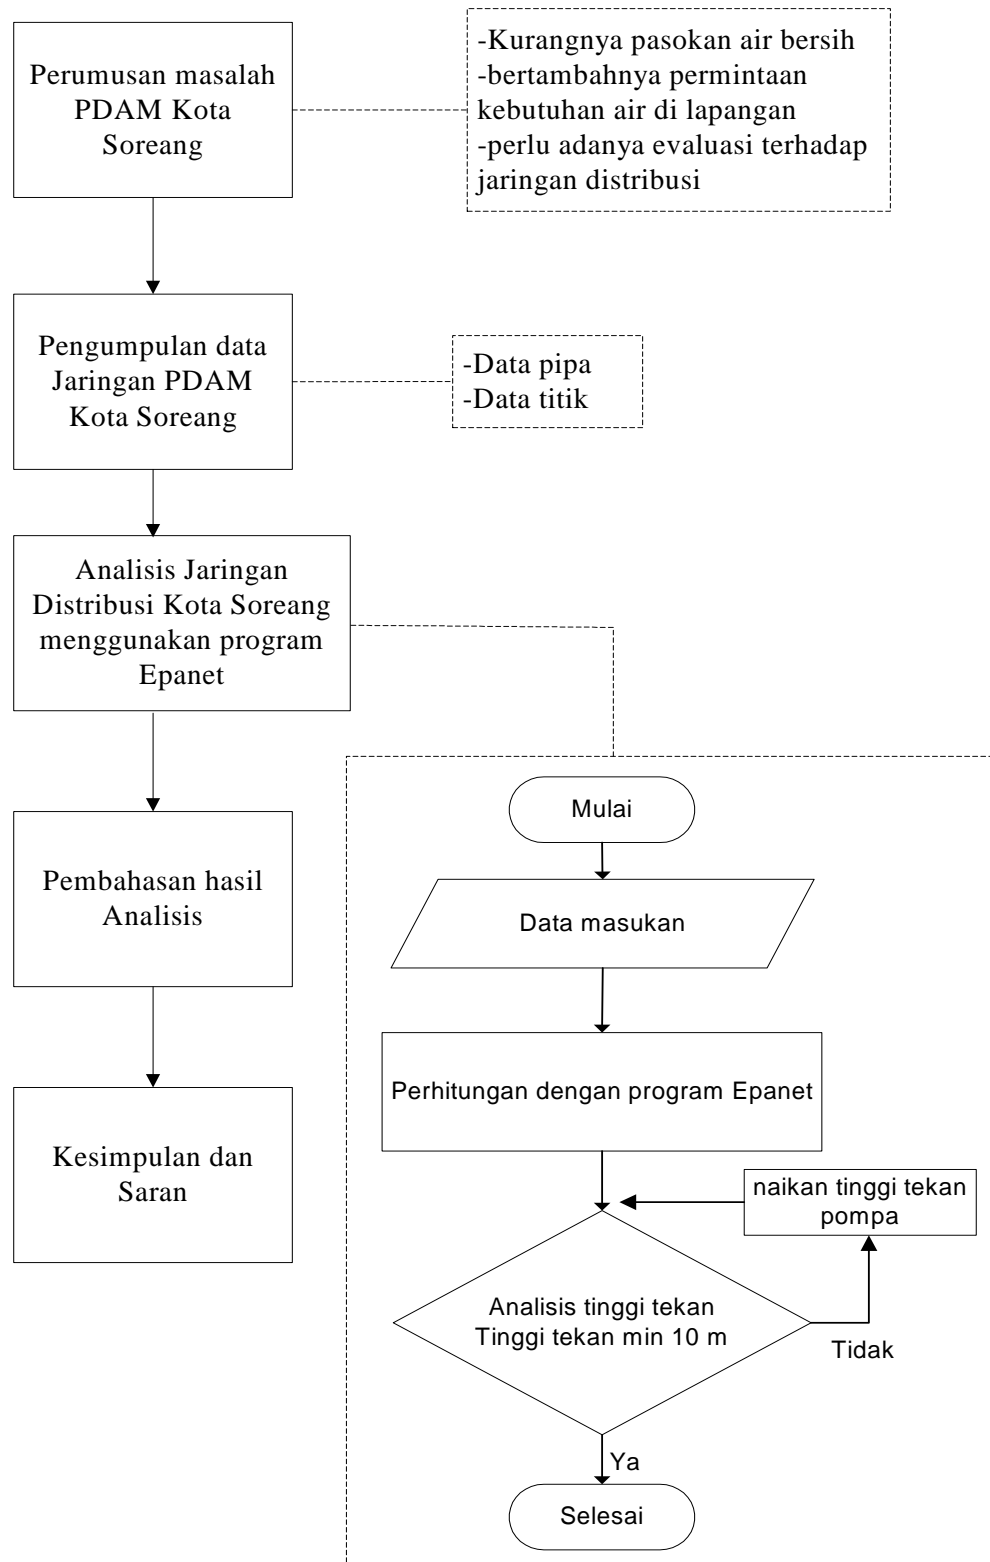 Perumusan masalah
PDAM Kota
Soreang
-Kurangnya pasokan air bersih
-bertambahnya permintaan
kebutuhan air di lapangan
-perlu adanya evaluasi terhadap
jaringan distribusi
Pengumpulan data
Jaringan PDAM
Kota Soreang
-Data pipa
-Data titik
Analisis Jaringan
Distribusi Kota Soreang
menggunakan program
Epanet
Pembahasan hasil
Analisis
Kesimpulan dan
Saran
Mulai
Data masukan
Perhitungan dengan program Epanet
naikan tinggi tekan
pompa
Analisis tinggi tekan
Tinggi tekan min 10 m
Tidak
Ya
Selesai